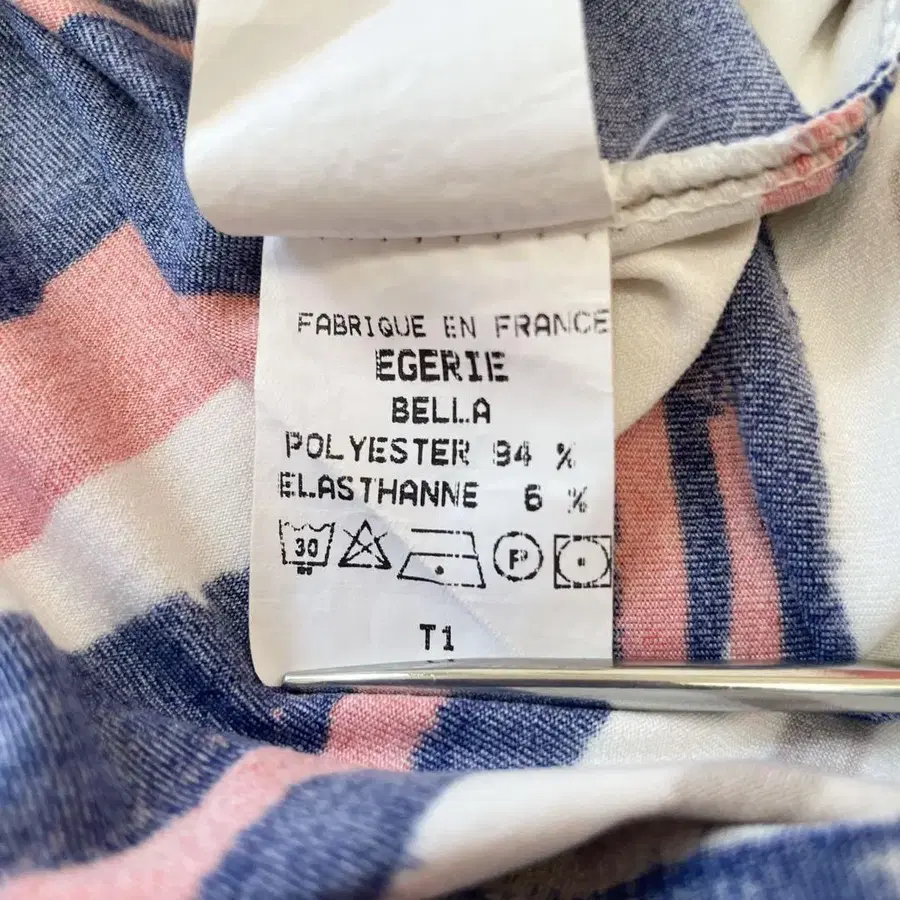 FABRIQUE EN FRANCE
EGERIE
BELLA
POLYESTER 94 %
ELASTHANNE 6 %
30 P
T1